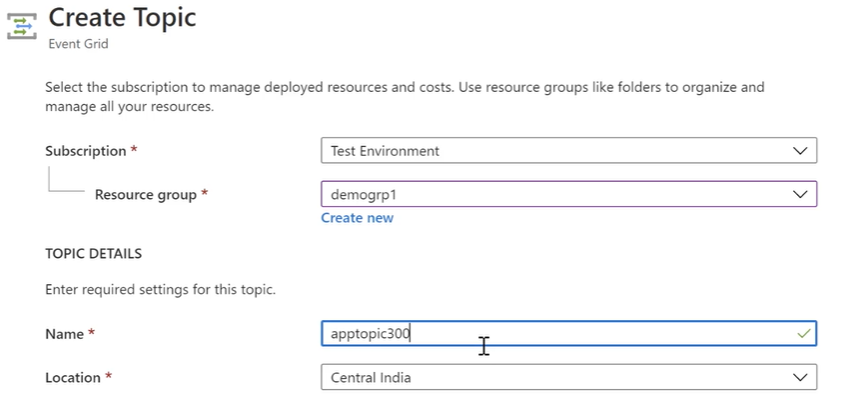 Create Topic
Event Grid
Select the subscription to manage deployed resources and costs. Use resource groups like folders to organize and
manage all your resources.
Subscription *
Test Environment
Resource group *
demogrp1
Create new
TOPIC DETAILS
Enter required settings for this topic.
Name *
apptopic300
Location *
Central India